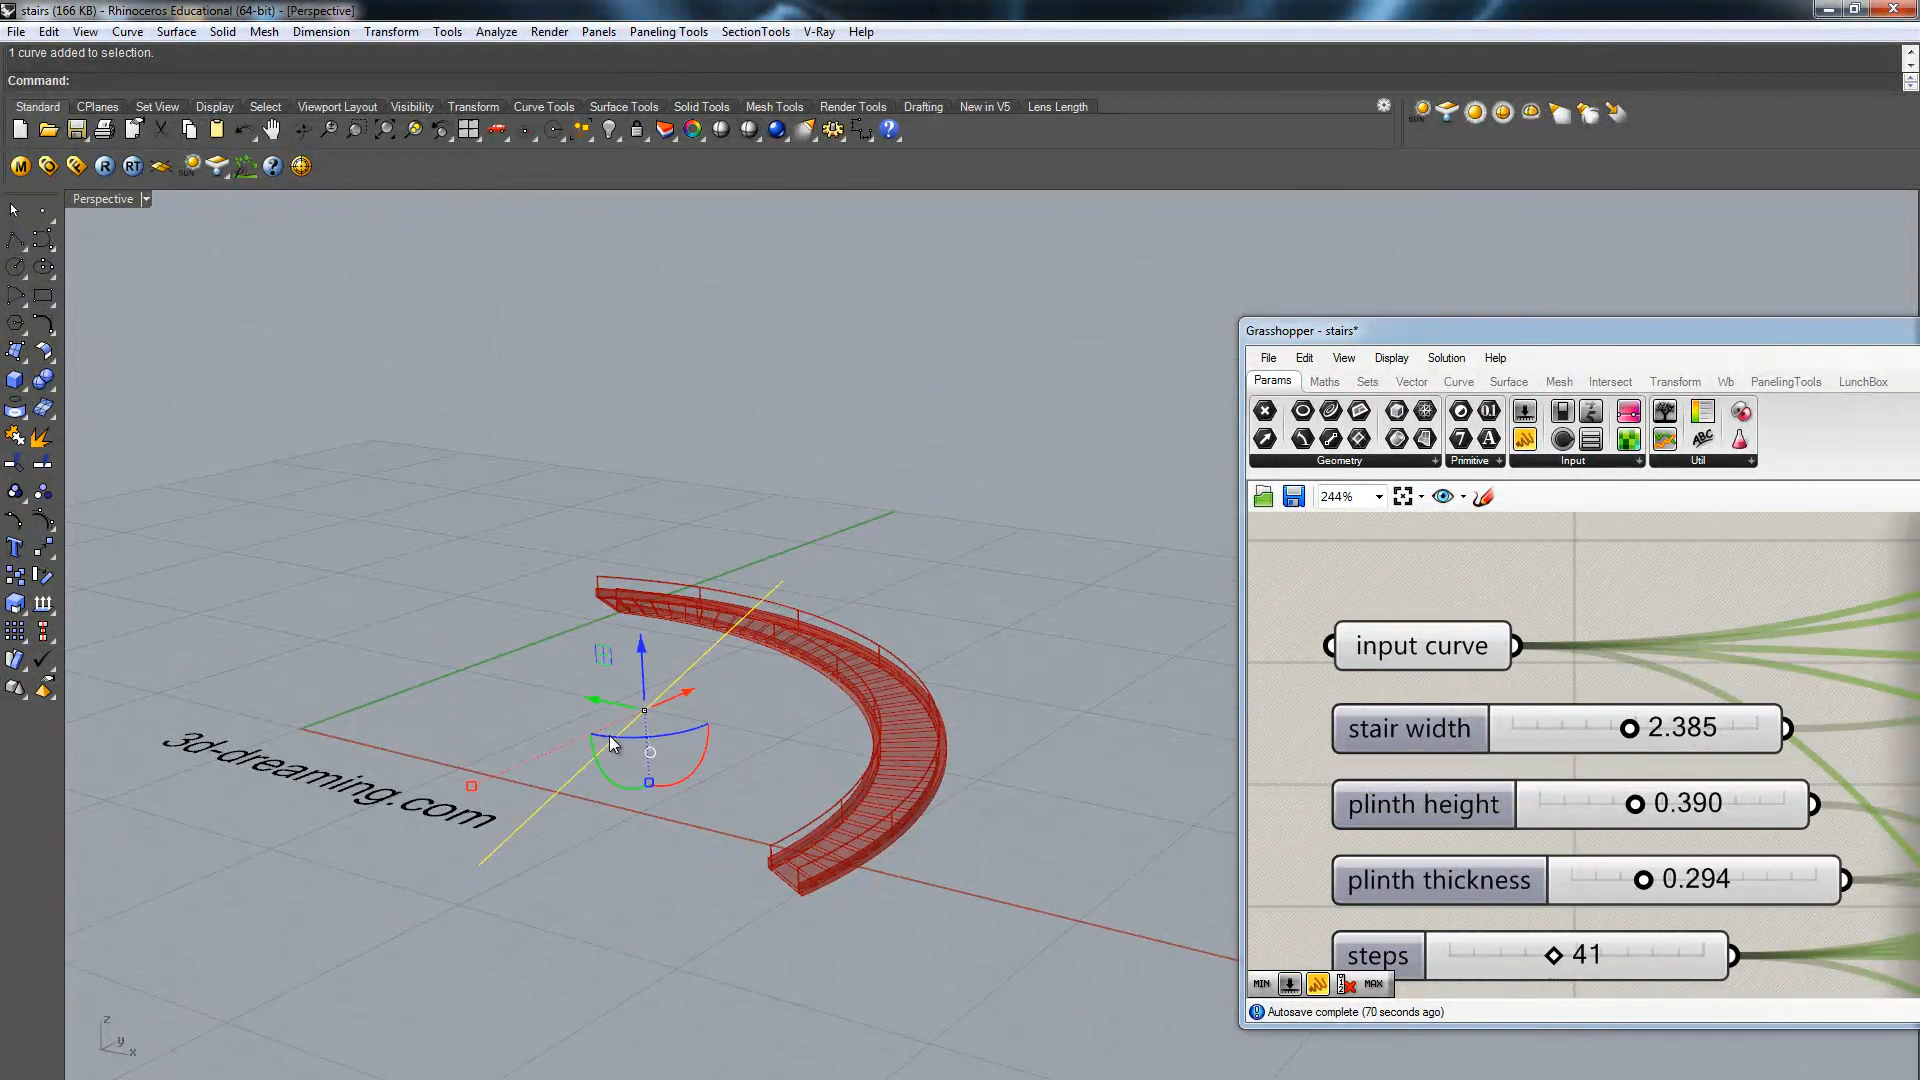 stairs (166 KB) - Rhinoceros Educational (64-bit) - [Perspective]
File Edit View Curve Surface Solid Mesh Dimension Transform Tools Analyze Render Panels Paneling Tools SectionTools V-Ray Help
1 curve added to selection.
Command:
Standard CPlanes Set View Display Select Viewport Layout Visibility Transform Curve Tools Surface Tools Solid Tools Mesh Tools Render Tools Drafting New in V5 Lens Length
SUN
M R RT SUN
Perspective
3d-dreaming.com
z
y
x
Grasshopper - stairs*
File Edit View Display Solution Help
Params Maths Sets Vector Curve Surface Mesh Intersect Transform Wb PanelingTools LunchBox
Geometry Primitive Input Util
244%
input curve
stair width 2.385
plinth height 0.390
plinth thickness 0.294
steps 41
MIN MAX
Autosave complete (70 seconds ago)